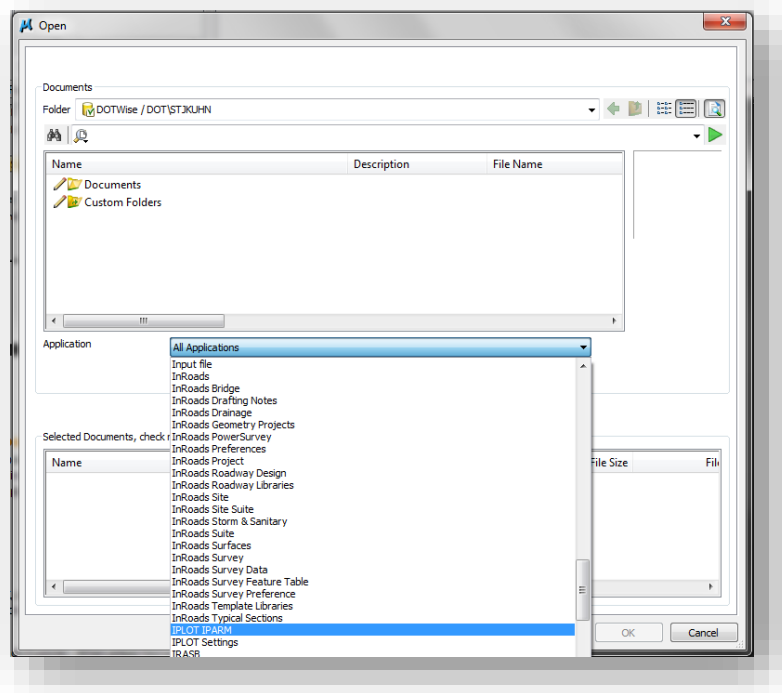 Open
Documents
Folder DOTWise / DOT\STJKUHN
Name Description File Name
Documents
Custom Folders
Application All Applications
Input file
InRoads
InRoads Bridge
InRoads Drafting Notes
InRoads Drainage
InRoads Geometry Projects
Selected Documents, check InRoads PowerSurvey
InRoads Preferences
Name InRoads Project File Size
InRoads Roadway Design
InRoads Roadway Libraries
InRoads Site
InRoads Site Suite
InRoads Storm & Sanitary
InRoads Suite
InRoads Surfaces
InRoads Survey
InRoads Survey Data
InRoads Survey Feature Table
InRoads Survey Preference
InRoads Template Libraries
InRoads Typical Sections
IPLOT IPARM OK Cancel
IPLOT Settings
IRASB